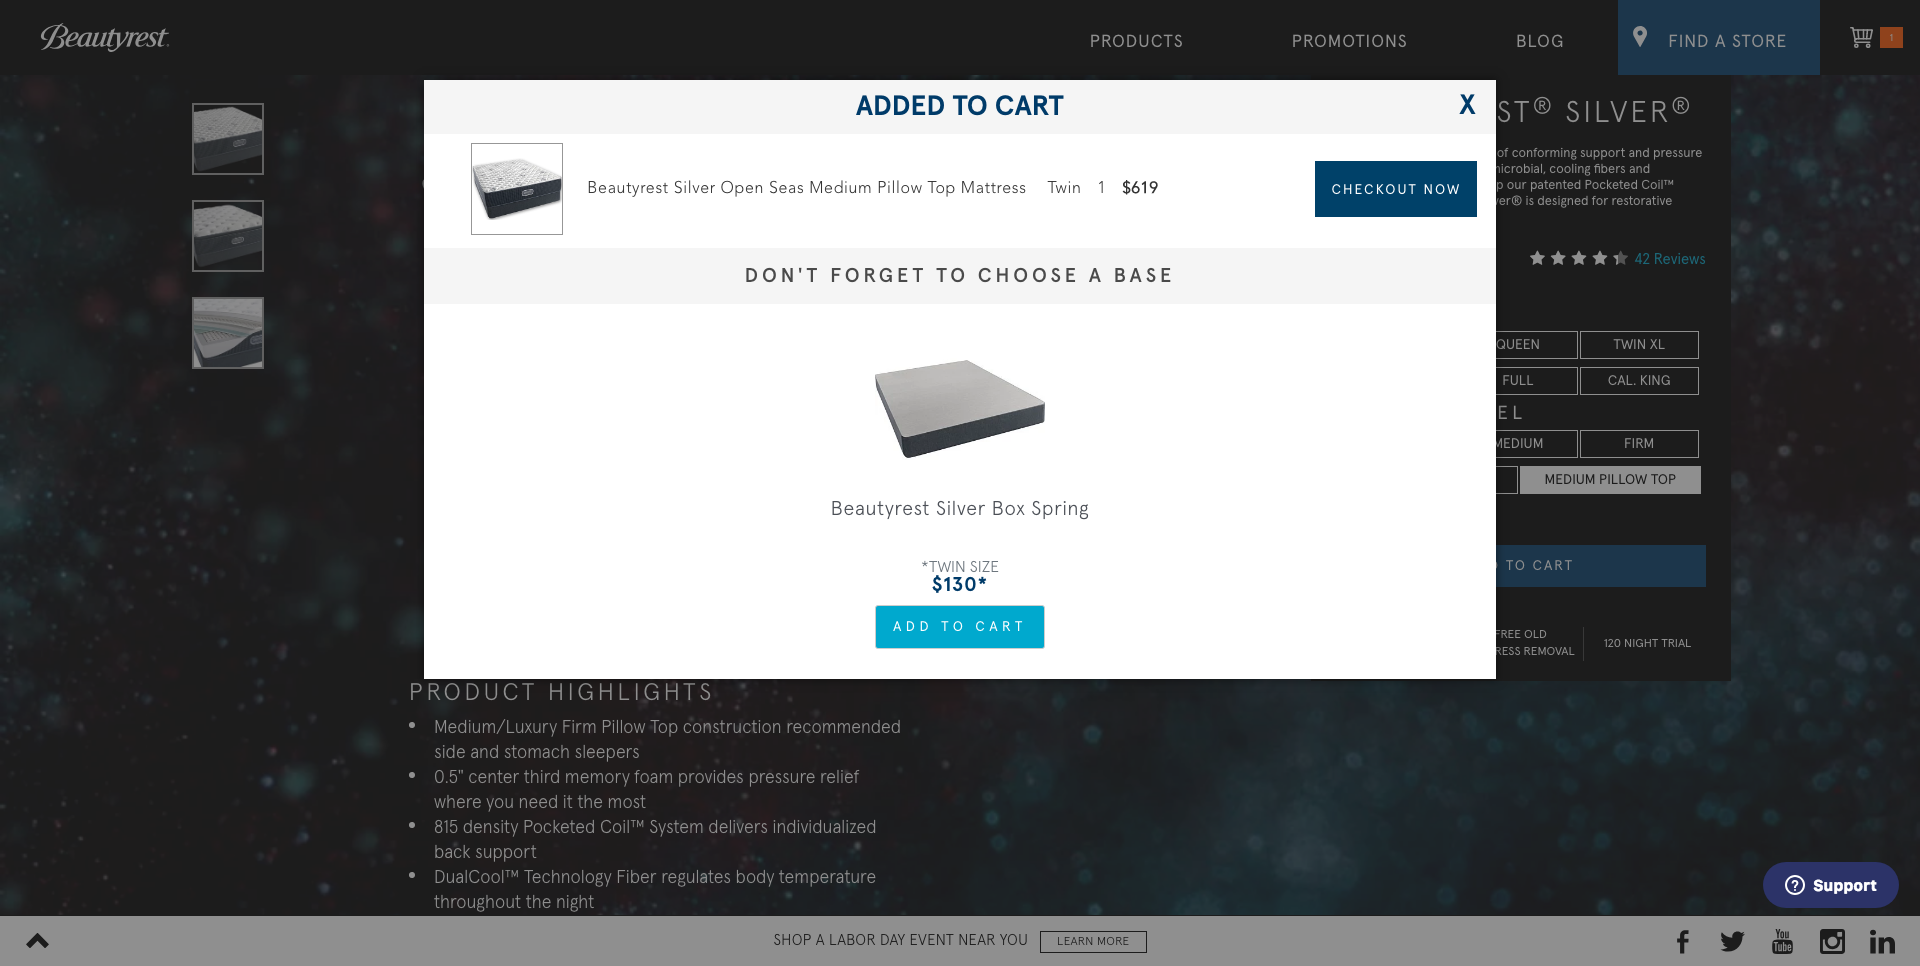 Beautyrest
PRODUCTS
PROMOTIONS
BLOG
FIND A STORE
1
ADDED TO CART
X
Beautyrest Silver Open Seas Medium Pillow Top Mattress Twin 1 $619
CHECKOUT NOW
DON'T FORGET TO CHOOSE A BASE
Beautyrest Silver Box Spring
*TWIN SIZE
$130*
ADD TO CART
ST® SILVER®
of conforming support and pressure
microbial, cooling fibers and
p our patented Pocketed Coil™
ver® is designed for restorative
42 Reviews
QUEEN
TWIN XL
FULL
CAL. KING
EL
MEDIUM
FIRM
MEDIUM PILLOW TOP
TO CART
FREE OLD
RESS REMOVAL
120 NIGHT TRIAL
PRODUCT HIGHLIGHTS
• Medium/Luxury Firm Pillow Top construction recommended
side and stomach sleepers
• 0.5" center third memory foam provides pressure relief
where you need it the most
• 815 density Pocketed Coil™ System delivers individualized
back support
• DualCool™ Technology Fiber regulates body temperature
throughout the night
Support
SHOP A LABOR DAY EVENT NEAR YOU
LEARN MORE
You
Tube